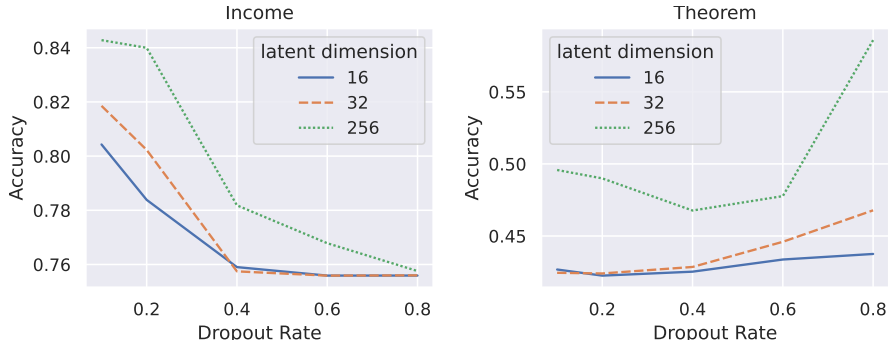 Income
Accuracy
0.84
0.82
0.80
0.78
0.76
latent dimension
16
32
256
0.2 0.4 0.6 0.8
Dropout Rate
Theorem
Accuracy
0.55
0.50
0.45
latent dimension
16
32
256
0.2 0.4 0.6 0.8
Dropout Rate